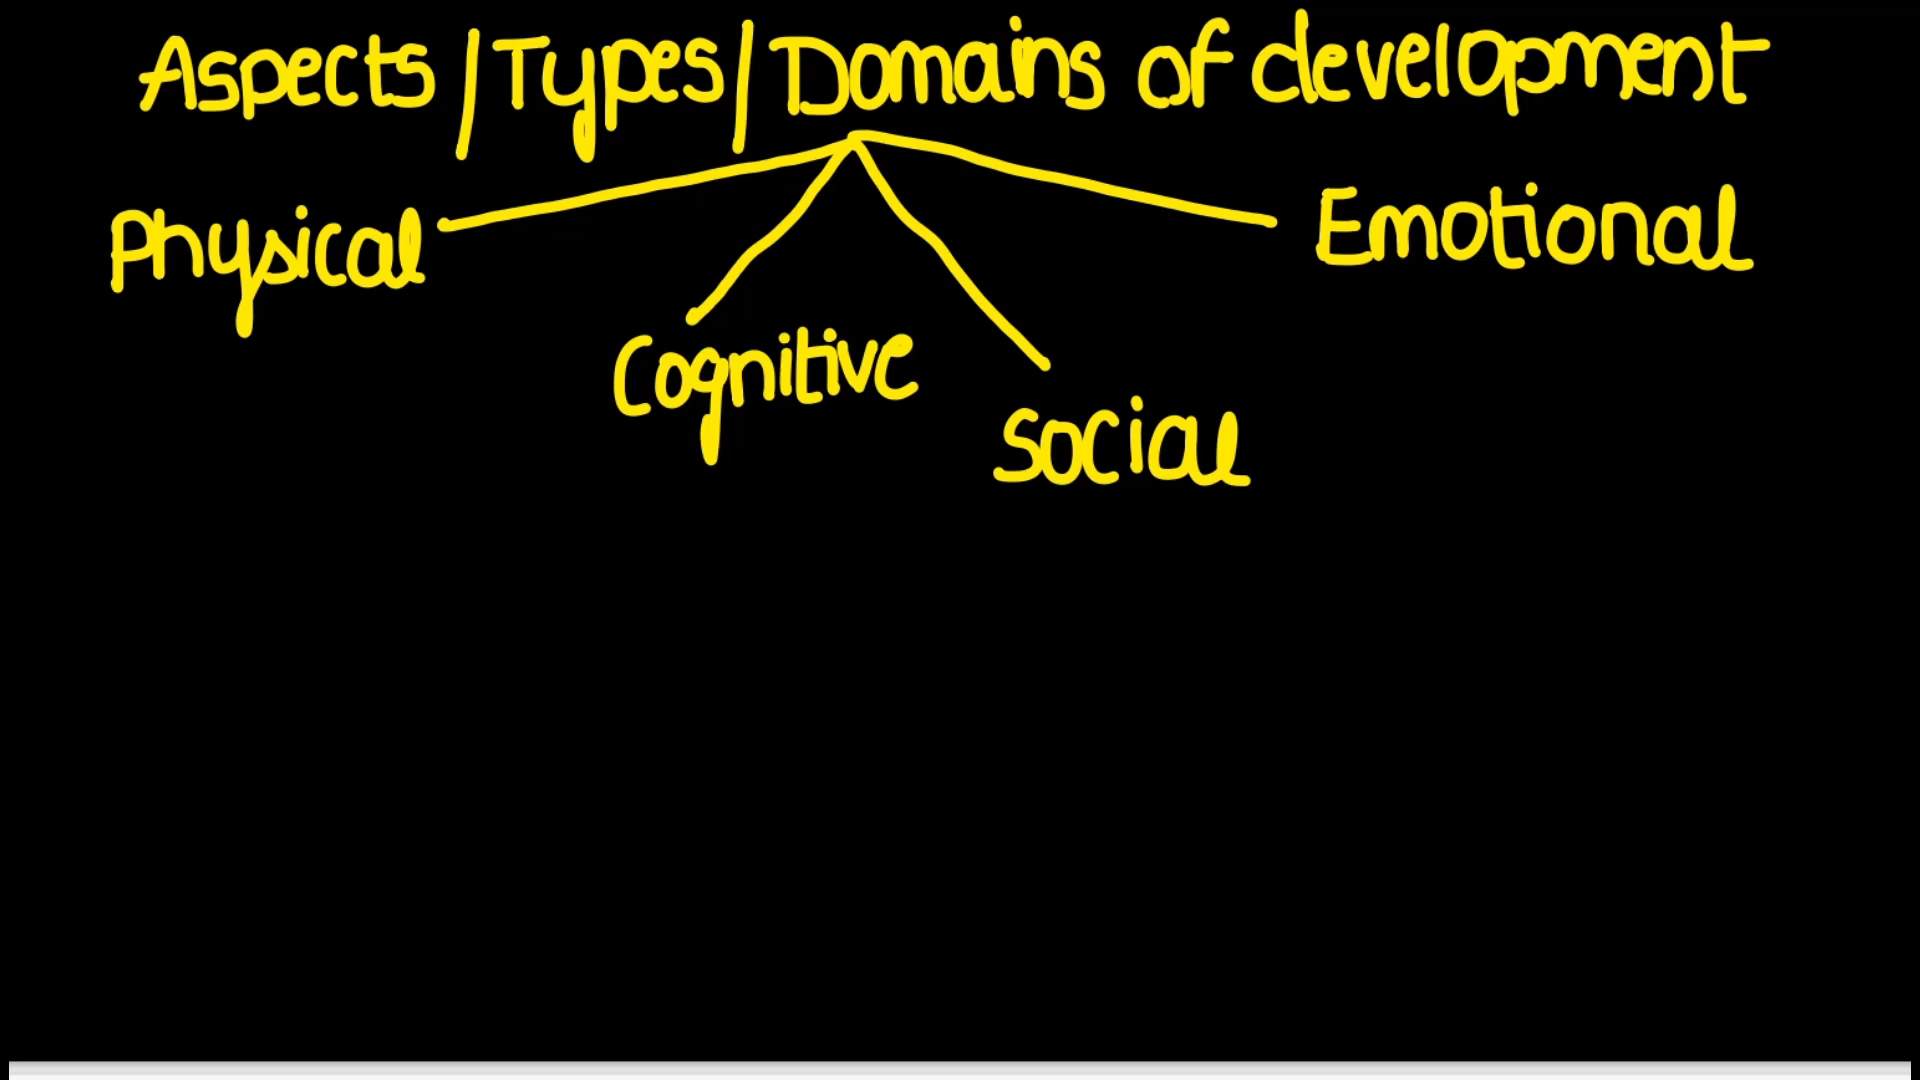 Aspects/Types/Domains of development
Physical
Emotional
Cognitive
Social